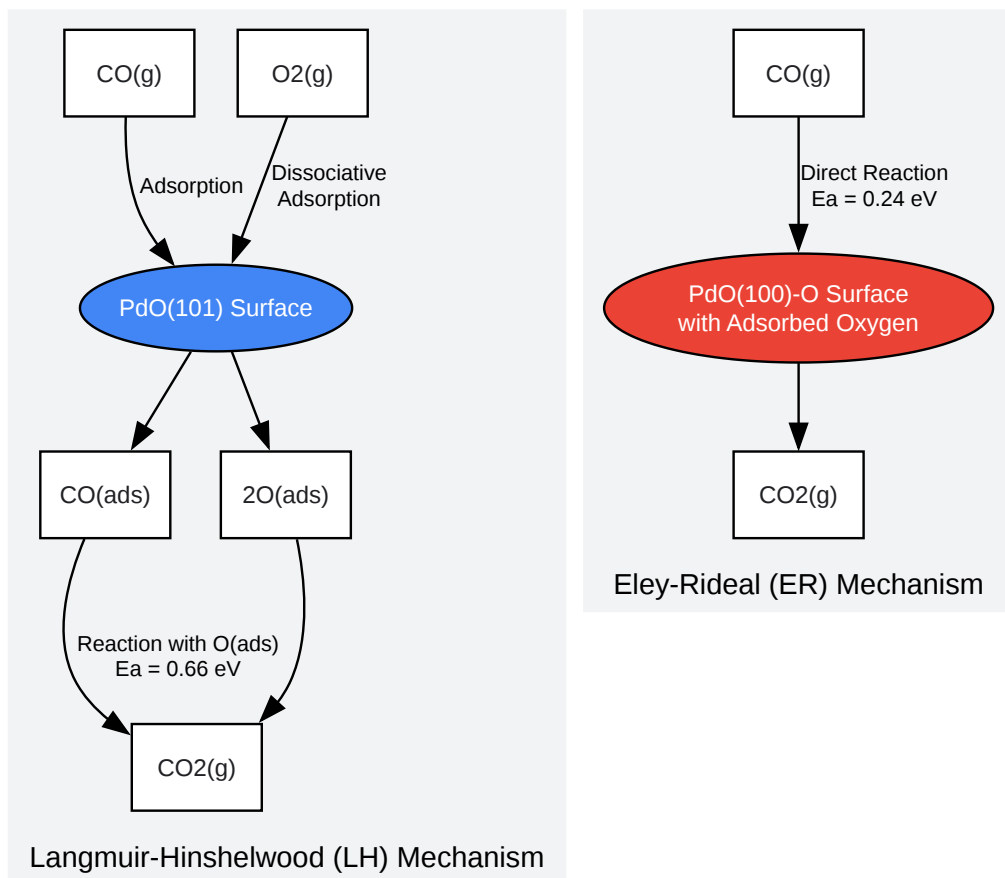 CO(g)
O2(g)
Adsorption
Dissociative
Adsorption
PdO(101) Surface
CO(ads)
2O(ads)
Reaction with O(ads)
Ea = 0.66 eV
CO2(g)
Langmuir-Hinshelwood (LH) Mechanism
CO(g)
Direct Reaction
Ea = 0.24 eV
PdO(100)-O Surface
with Adsorbed Oxygen
CO2(g)
Eley-Rideal (ER) Mechanism